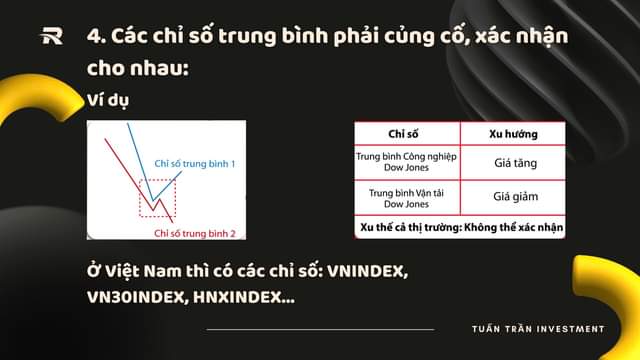 4. Các chỉ số trung bình phải củng cố, xác nhận
cho nhau:
Ví dụ
Chỉ số trung bình 1
Chỉ số trung bình 2
Chỉ số Xu hướng
Trung bình Công nghiệp
Dow Jones
Giá tăng
Trung bình Vận tải
Dow Jones
Giá giảm
Xu thế cả thị trường: Không thể xác nhận
Ở Việt Nam thì có các chỉ số: VNINDEX,
VN30INDEX, HNXINDEX...
TUẤN TRẦN INVESTMENT